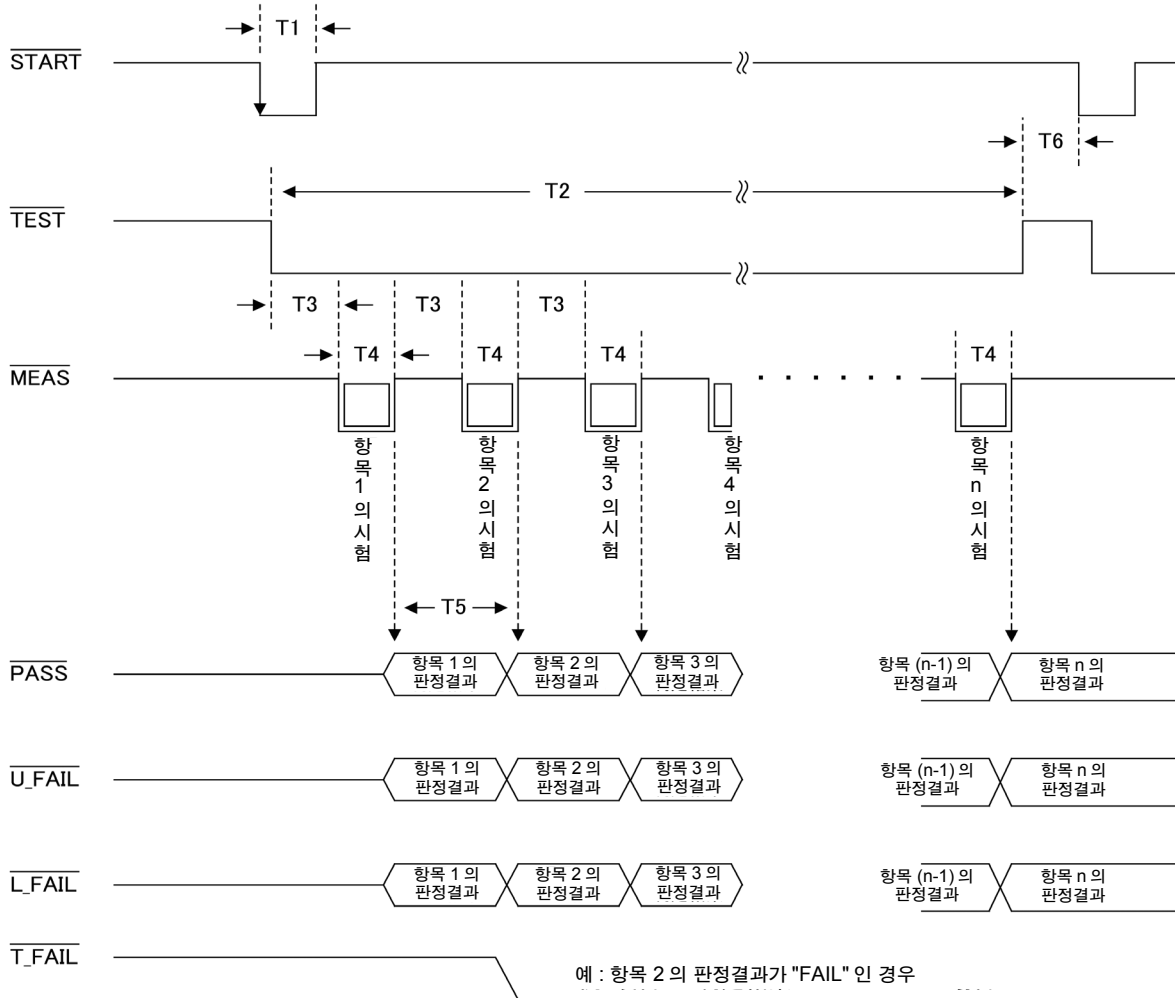 T1
START
T6
T2
TEST
T3
T3
T3
T4
T4
T4
T4
MEAS
항목1의시험
항목2의시험
항목3의시험
항목4의시험
항목n의시험
T5
PASS
항목 1 의
판정결과
항목 2 의
판정결과
항목 3 의
판정결과
항목 (n-1) 의
판정결과
항목 n 의
판정결과
U_FAIL
항목 1 의
판정결과
항목 2 의
판정결과
항목 3 의
판정결과
항목 (n-1) 의
판정결과
항목 n 의
판정결과
L_FAIL
항목 1 의
판정결과
항목 2 의
판정결과
항목 3 의
판정결과
항목 (n-1) 의
판정결과
항목 n 의
판정결과
T_FAIL
예 : 항목 2 의 판정결과가 "FAIL" 인 경우